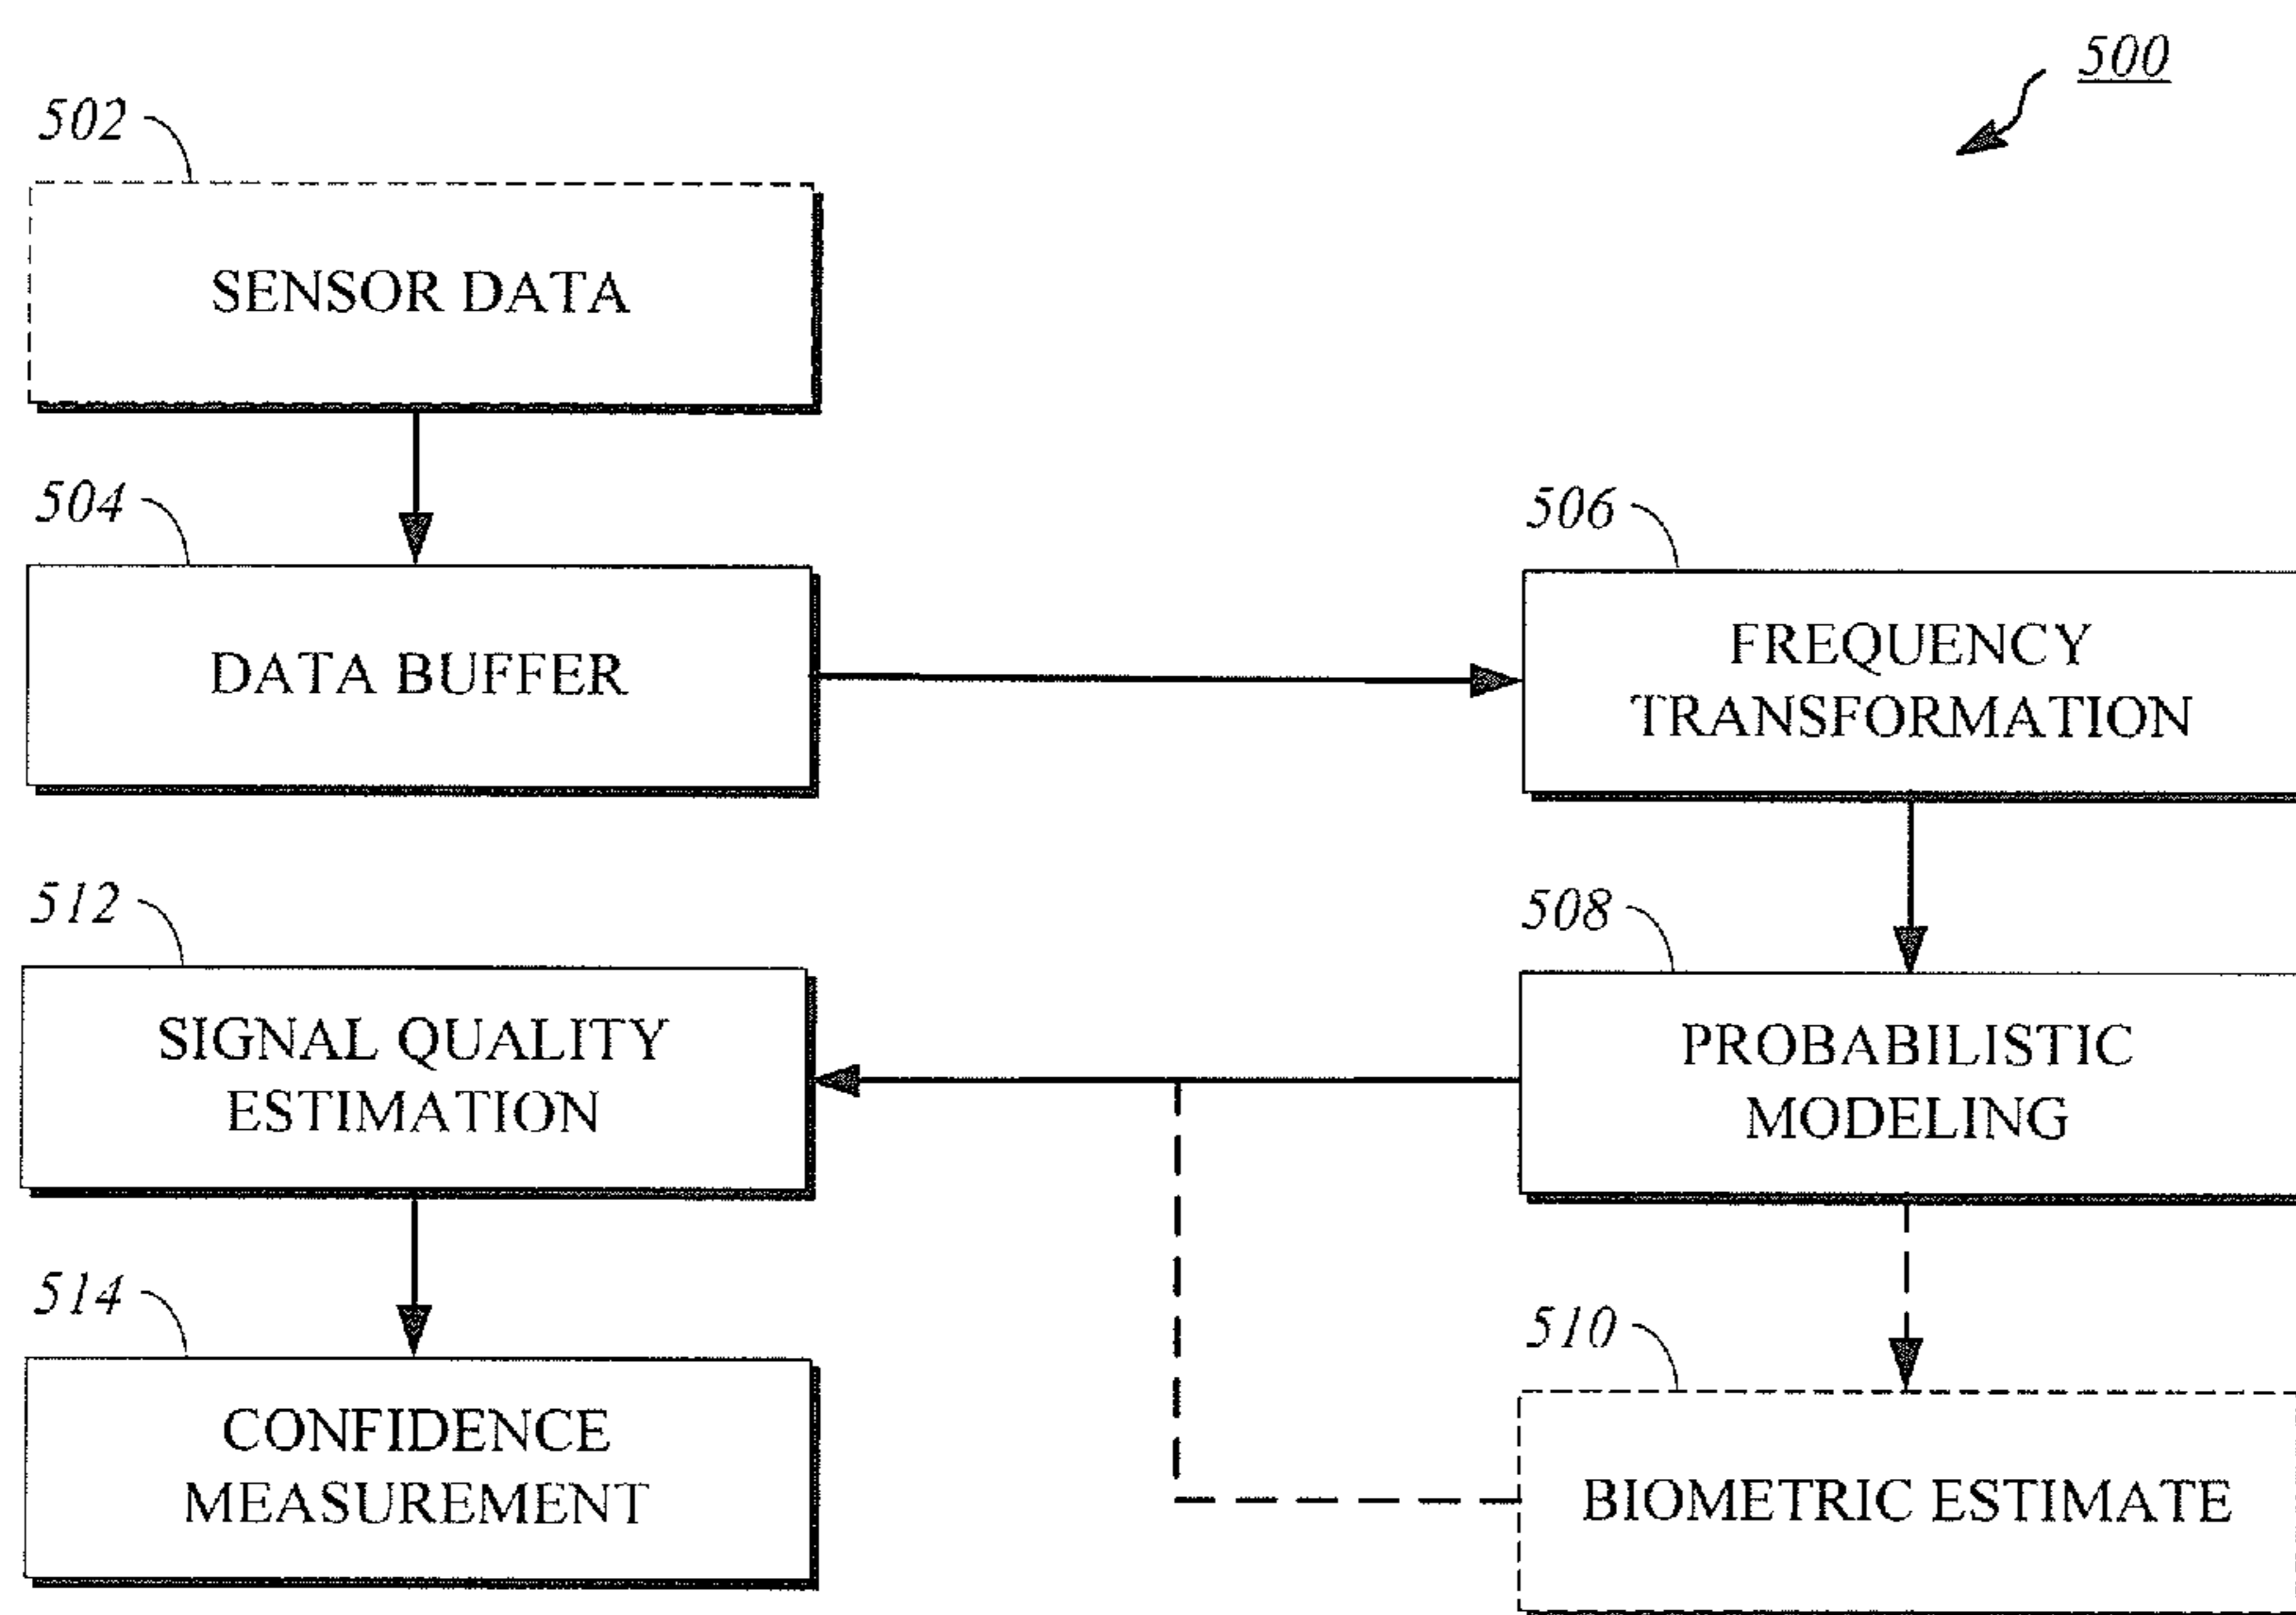 500
502
SENSOR DATA
504
DATA BUFFER
506
FREQUENCY
TRANSFORMATION
512
SIGNAL QUALITY
ESTIMATION
508
PROBABILISTIC
MODELING
514
CONFIDENCE
MEASUREMENT
510
BIOMETRIC ESTIMATE